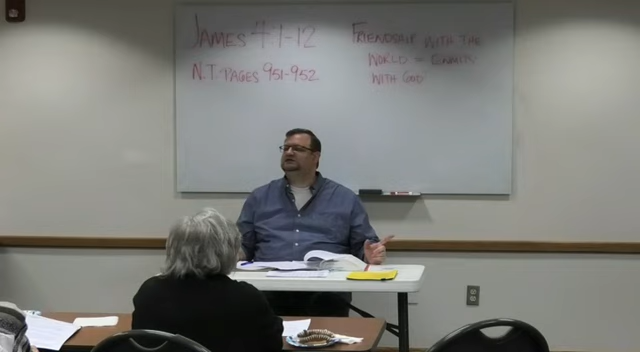 JAMES 4:1-12
N.T. PAGES 951-952
FRIENDSHIP WITH THE
WORLD = ENMITY
WITH GOD